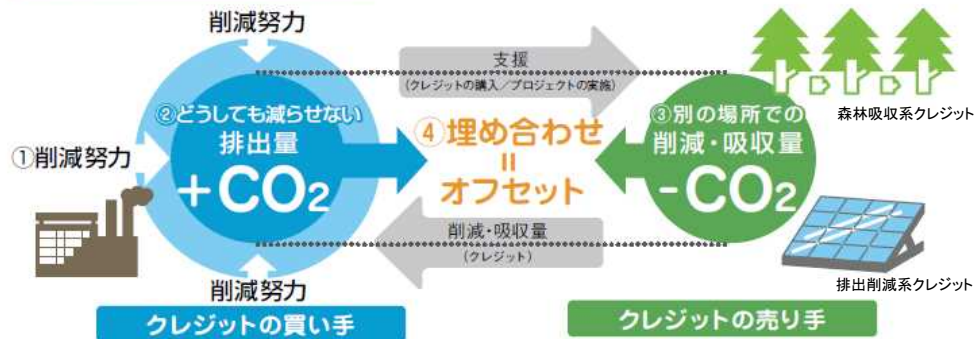 削減努力
①削減努力
②どうしても減らせない
排出量
+CO2
削減努力
クレジットの買い手
支援
(クレジットの購入/プロジェクトの実施)
④埋め合わせ
=
オフセット
削減・吸収量
(クレジット)
③別の場所での
削減・吸収量
-CO2
森林吸収系クレジット
排出削減系クレジット
クレジットの売り手